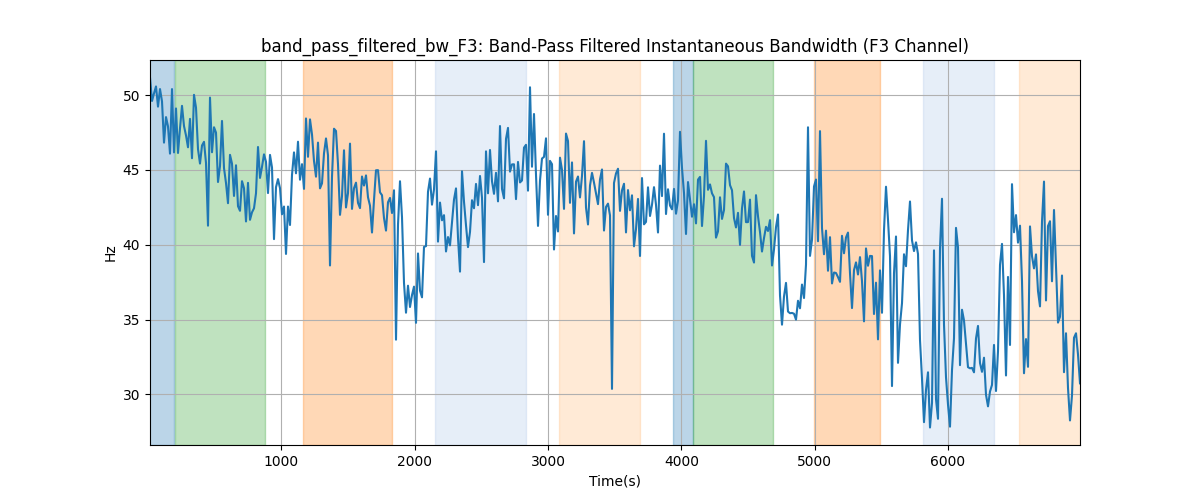 band_pass_filtered_bw_F3: Band-Pass Filtered Instantaneous Bandwidth (F3 Channel)
50
45
40
35
30
Hz
1000 2000 3000 4000 5000 6000
Time(s)